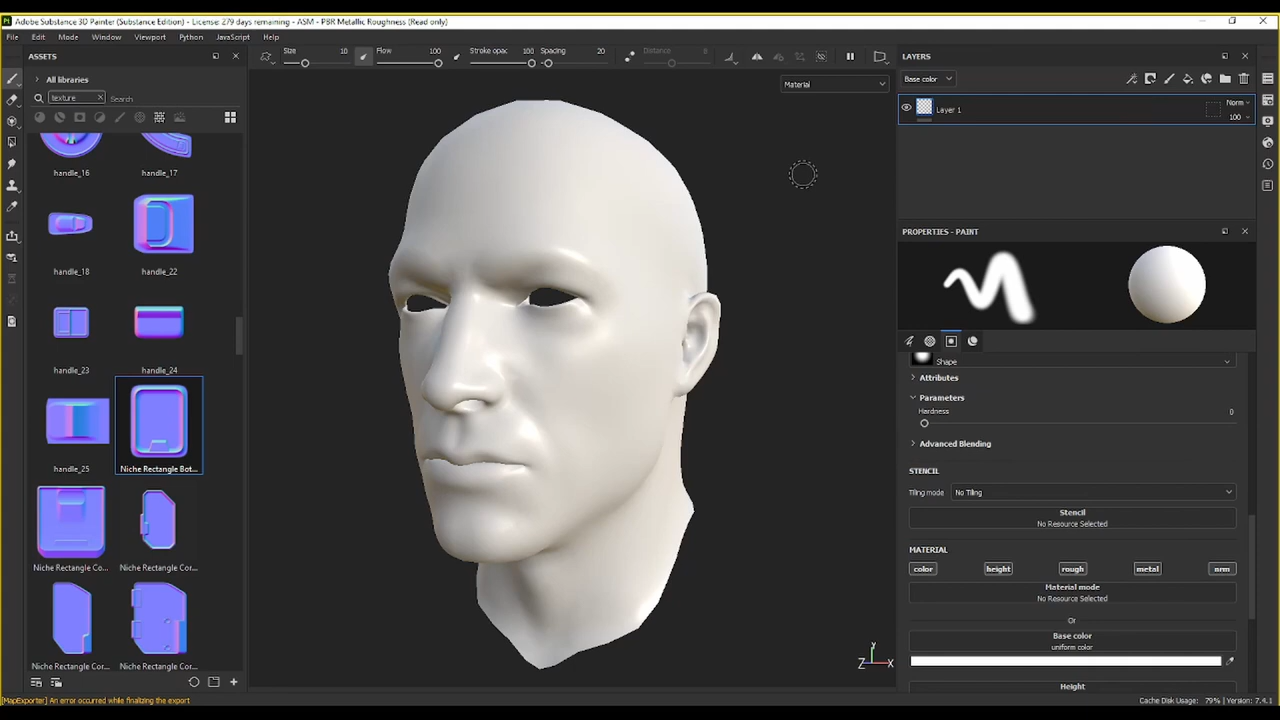 Adobe Substance 3D Painter (Substance Edition) - License: 279 days remaining - ASM - PBR Metallic Roughness (Read only)
File Edit Mode Window Viewport Python JavaScript Help
ASSETS
Size 10 Flow 100 Stroke opac 100 Spacing 20 Distance 8
LAYERS
All libraries
Material
Base color
texture Search
Layer 1
Norm
100
handle_16 handle_17
PROPERTIES - PAINT
handle_18 handle_22
handle_23 handle_24
Shape
Attributes
Parameters
Hardness 0
Advanced Blending
handle_25 Niche Rectangle Bot...
STENCIL
Tiling mode No Tiling
Stencil
No Resource Selected
MATERIAL
color height rough metal nrm
Niche Rectangle Co... Niche Rectangle Cor...
Material mode
No Resource Selected
Or
Base color
uniform color
Niche Rectangle Cor... Niche Rectangle Cor...
Y
Z X
Height
[MapExporter] An error occurred while finalizing the export
Cache Disk Usage: 79% | Version: 7.4.1